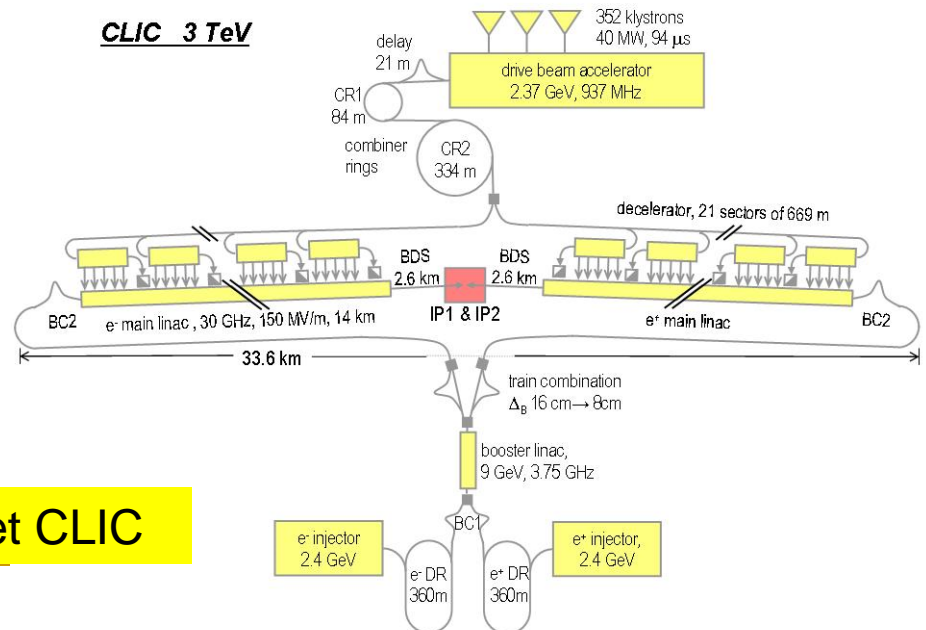 CLIC 3 TeV
352 klystrons
40 MW, 94 μs
delay
21 m
drive beam accelerator
2.37 GeV, 937 MHz
CR1
84 m
combiner
rings
CR2
334 m
decelerator, 21 sectors of 669 m
BDS
2.6 km
BDS
2.6 km
IP1 & IP2
BC2
e⁻ main linac , 30 GHz, 150 MV/m, 14 km
e⁺ main linac
BC2
33.6 km
train combination
Δ_B 16 cm→ 8cm
booster linac,
9 GeV, 3.75 GHz
BC1
e⁻ injector
2.4 GeV
e⁻ DR
360m
e⁺ DR
360m
e⁺ injector,
2.4 GeV
CLIC